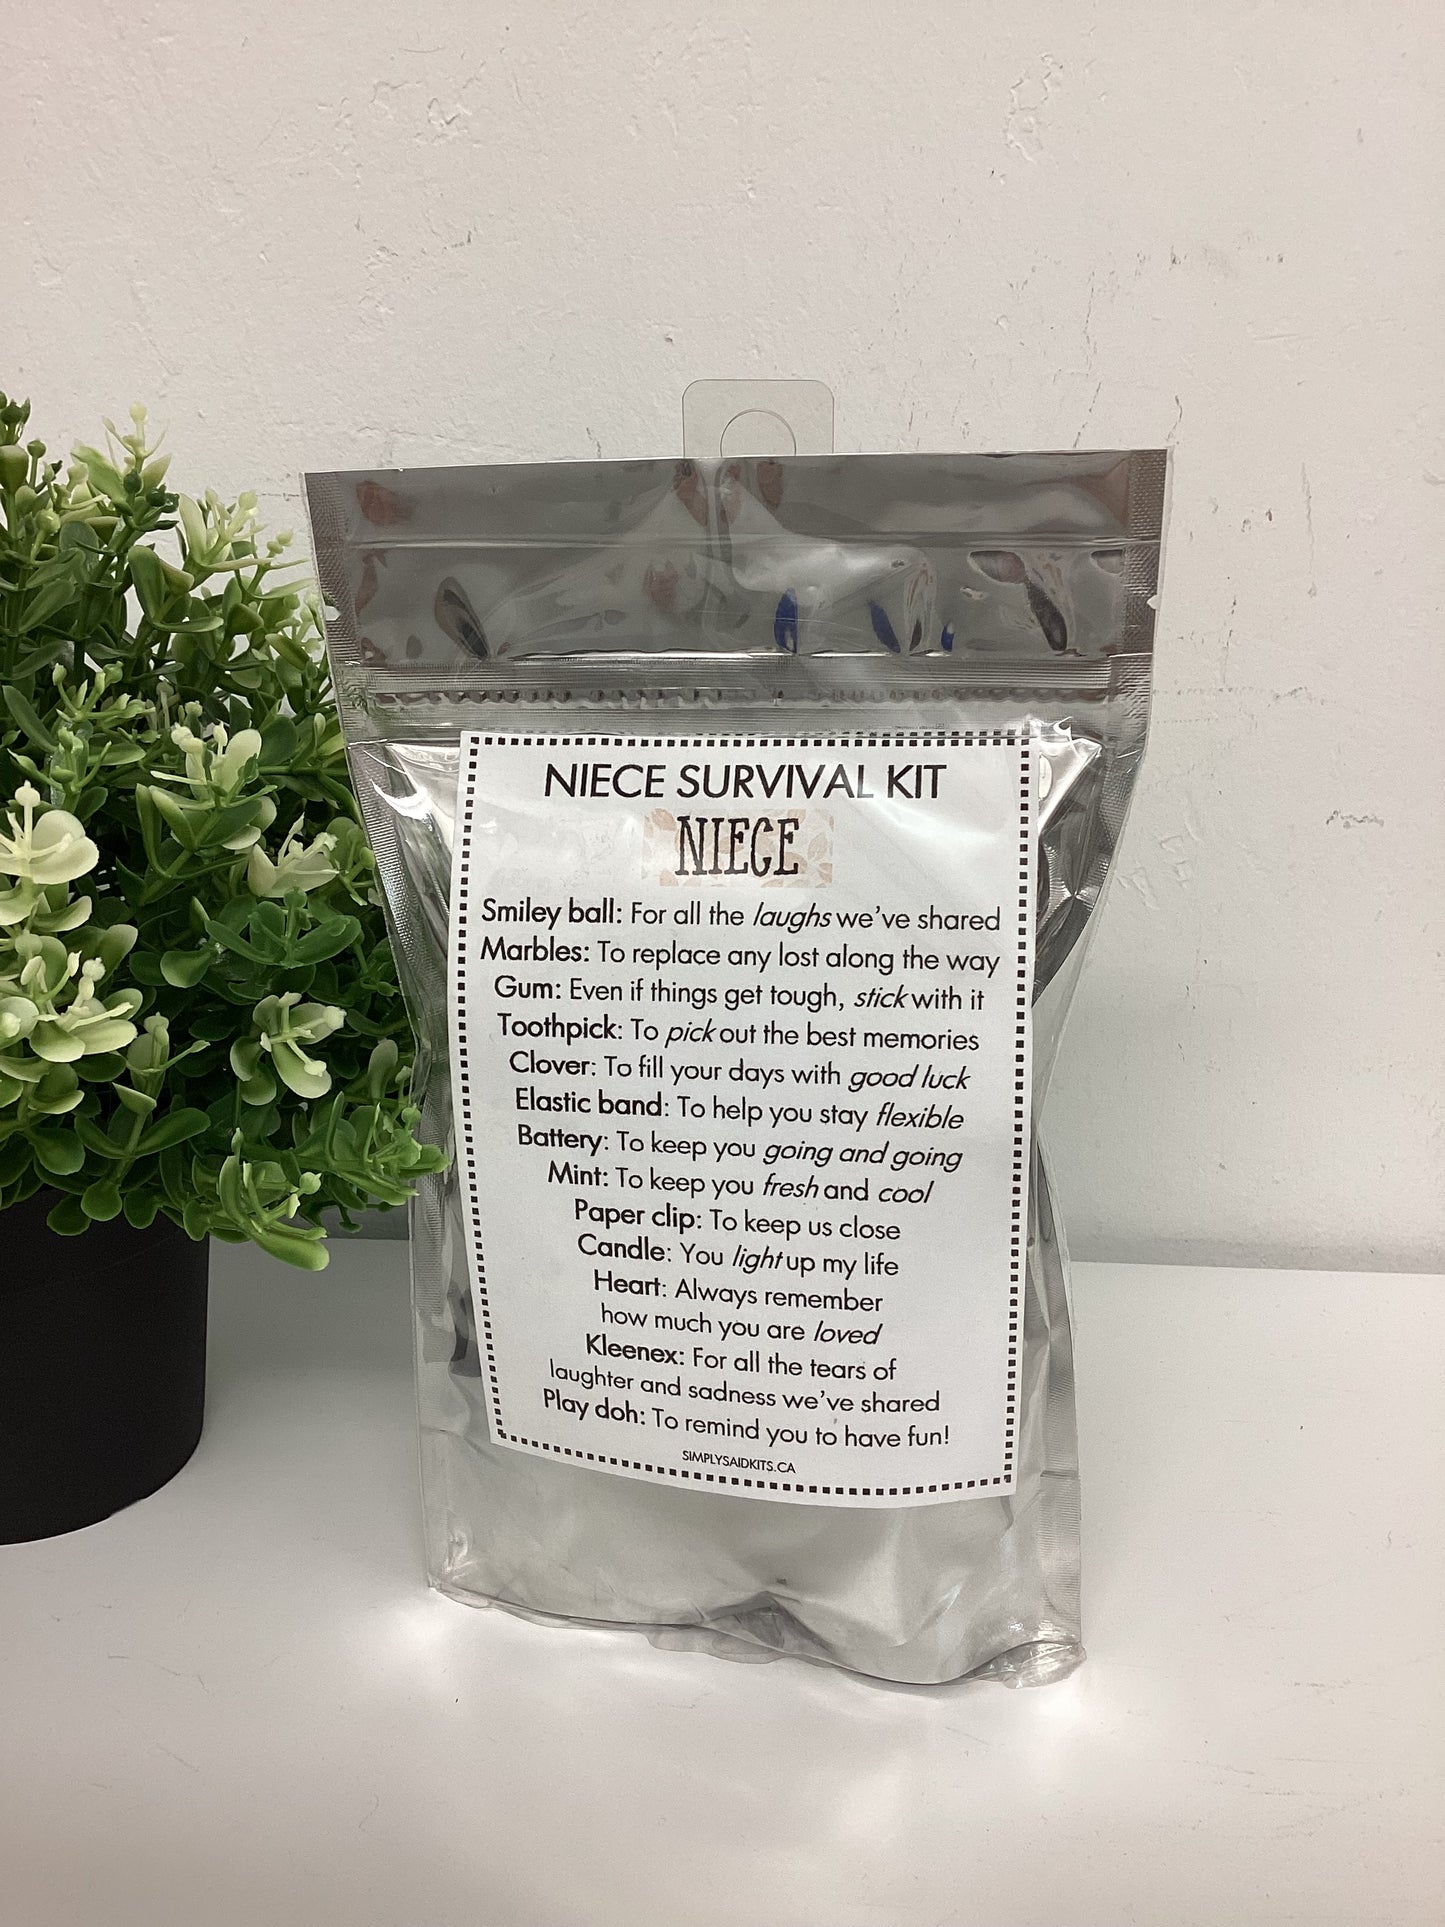 NIECE SURVIVAL KIT
NIECE
Smiley ball: For all the laughs we've shared
Marbles: To replace any lost along the way
Gum: Even if things get tough, stick with it
Toothpick: To pick out the best memories
Clover: To fill your days with good luck
Elastic band: To help you stay flexible
Battery: To keep you going and going
Mint: To keep you fresh and cool
Paper clip: To keep us close
Candle: You light up my life
Heart: Always remember
how much you are loved
Kleenex: For all the tears of
laughter and sadness we've shared
Play doh: To remind you to have fun!
SIMPLYSAIDKITS.CA